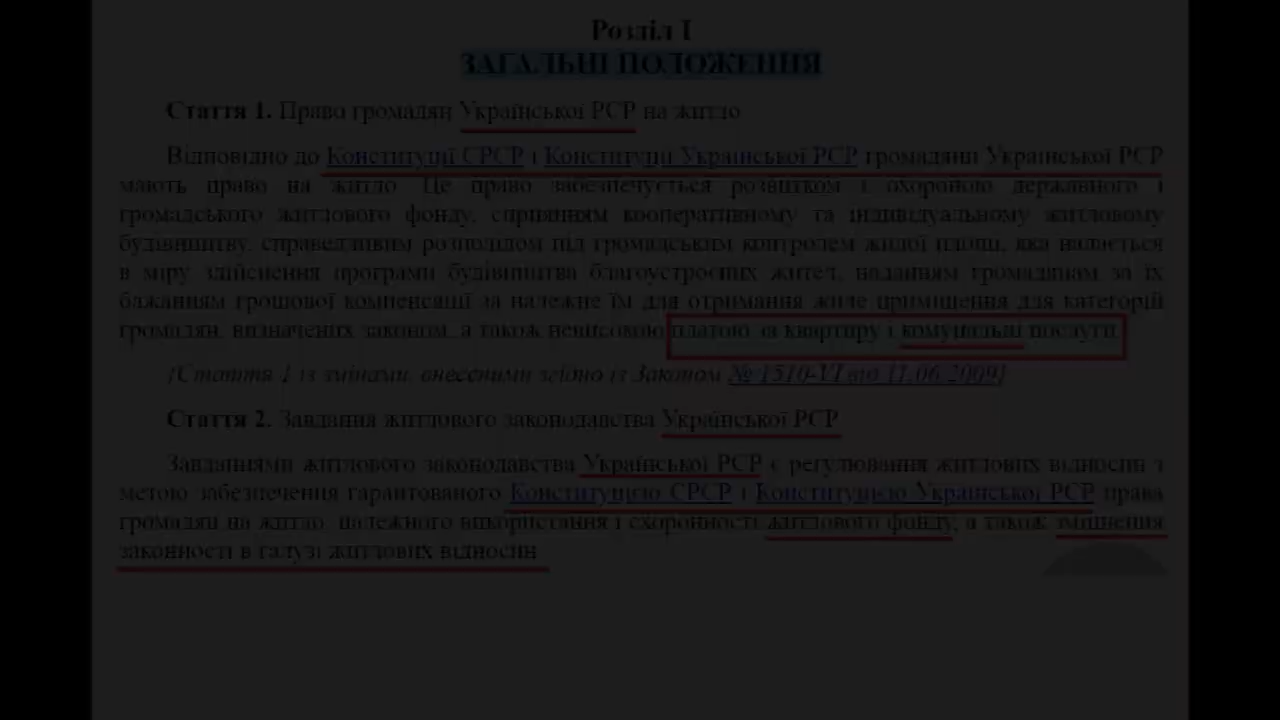 Розділ I
ЗАГАЛЬНІ ПОЛОЖЕННЯ
Стаття 1. Право громадян Української РСР на житло
Відповідно до Конституції СРСР і Конституції Української РСР громадяни Української РСР
мають право на житло. Це право забезпечується розвитком і охороною державного і
громадського житлового фонду, сприянням кооперативному та індивідуальному житловому
будівництву, справедливим розподілом під громадським контролем жилої площі, яка надається
в міру здійснення програми будівництва благоустроєних жител, наданням громадянам за їх
бажанням грошової компенсації за належне їм для отримання жиле приміщення для категорій
громадян, визначених законом, а також невисокою платою за квартиру і комунальні послуги.
{Стаття 1 із змінами, внесеними згідно із Законом № 1510-VI від 11.06.2009}
Стаття 2. Завдання житлового законодавства Української РСР
Завданнями житлового законодавства Української РСР є регулювання житлових відносин з
метою забезпечення гарантованого Конституцією СРСР і Конституцією Української РСР права
громадян на житло, належного використання і схоронності житлового фонду, а також зміцнення
законності в галузі житлових відносин.